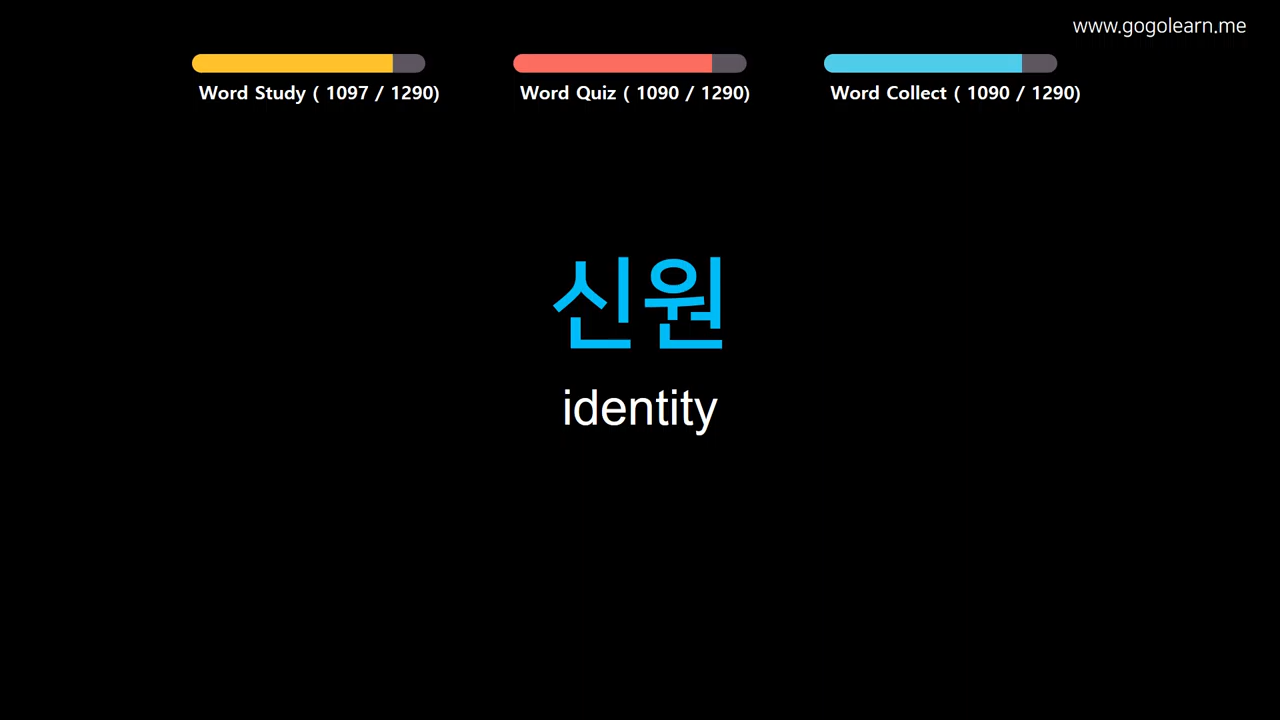 www.gogolearn.me
Word Study ( 1097 / 1290)
Word Quiz ( 1090 / 1290)
Word Collect ( 1090 / 1290)
신원
identity